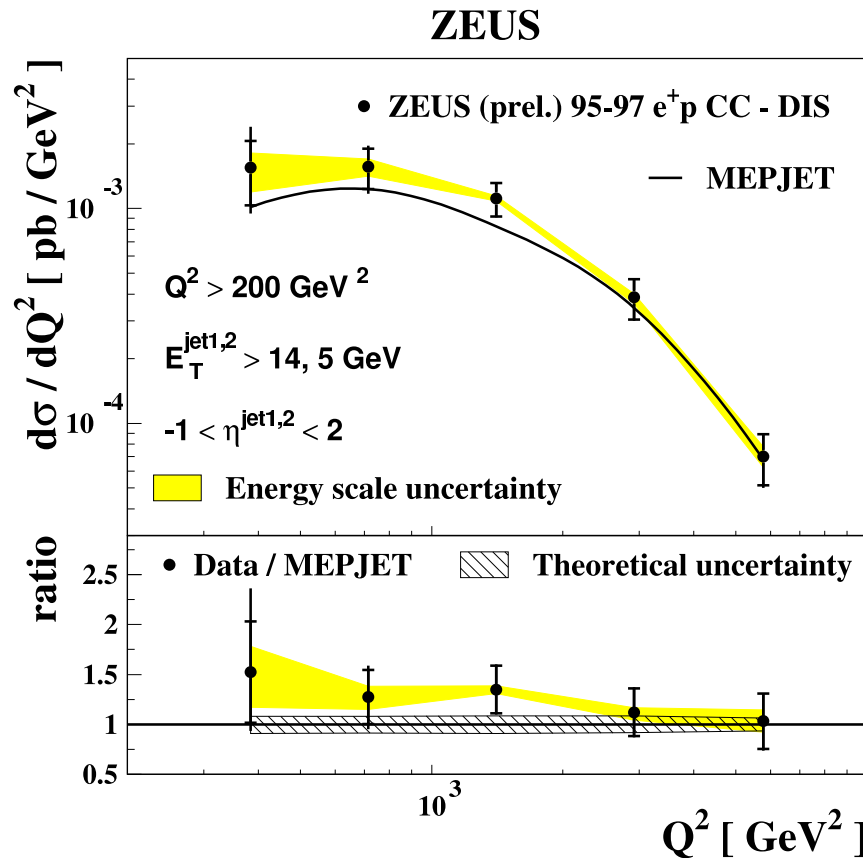 ZEUS
dσ / dQ² [ pb / GeV² ]
ZEUS (prel.) 95-97 e⁺p CC - DIS
MEPJET
10⁻³
Q² > 200 GeV ²
E_T^jet1,2 > 14, 5 GeV
10⁻⁴
-1 < η^jet1,2 < 2
Energy scale uncertainty
ratio
Data / MEPJET
Theoretical uncertainty
2.5
2
1.5
1
0.5
10³
Q² [ GeV² ]